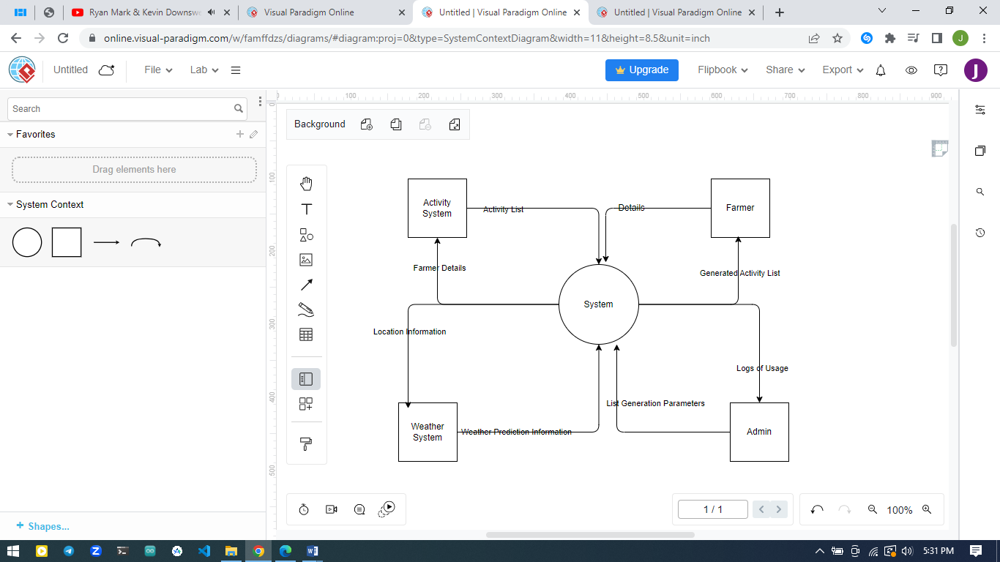 Ryan Mark & Kevin Downswe
Visual Paradigm Online
Untitled | Visual Paradigm Online
Untitled | Visual Paradigm Online
online.visual-paradigm.com/w/famffdzs/diagrams/#diagram:proj=0&type=SystemContextDiagram&width=11&height=8.5&unit=inch
J
Untitled
File
Lab
Upgrade
Flipbook
Share
Export
J
Search
Favorites
Drag elements here
System Context
Shapes...
0 100 200 300 400 500 600 700 800 900
0
100
200
300
400
500
Background
Activity
System
Activity List
Details
Farmer
Farmer Details
Generated Activity List
System
Location Information
Logs of Usage
List Generation Parameters
Weather
System
Weather Prediction Information
Admin
1 / 1
100%
5:31 PM